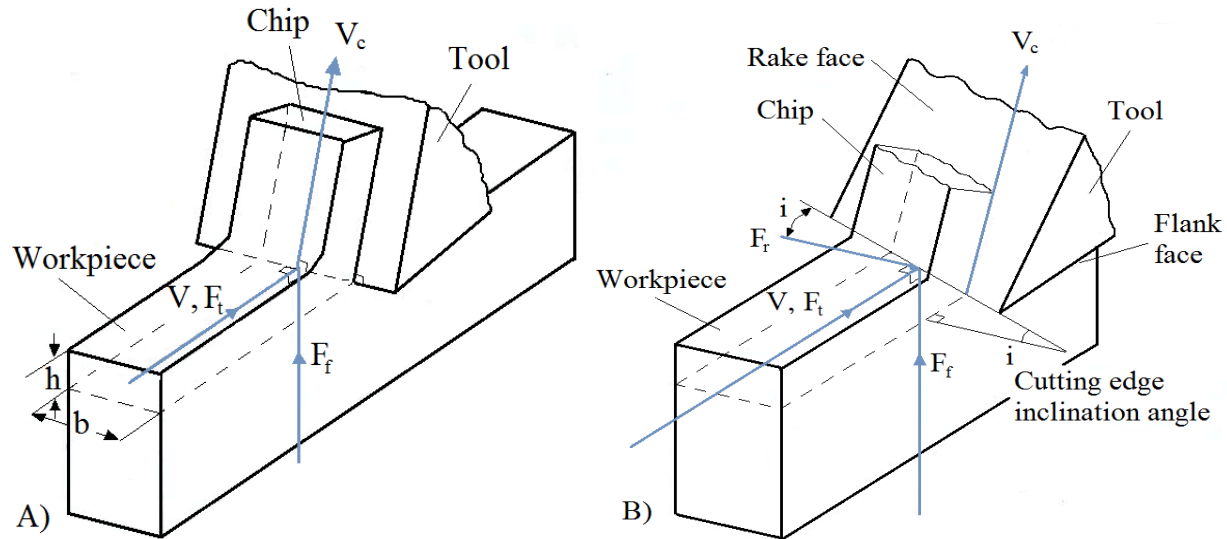 Chip
Vc
Tool
Workpiece
V, Ft
h
b
Ff
A)
Vc
Rake face
Chip
Tool
i
Fr
Flank
face
Workpiece
V, Ft
Ff
i
Cutting edge
inclination angle
B)